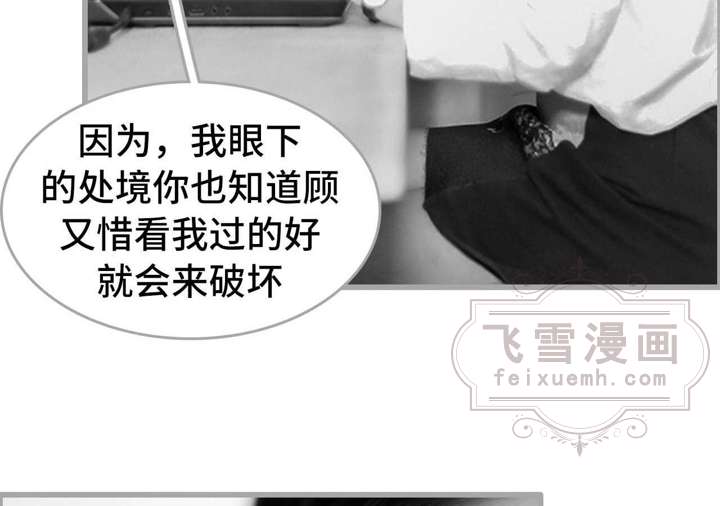 因为，我眼下
的处境你也知道顾
又惜看我过的好
就会来破坏
飞雪漫画
feixuemh.com